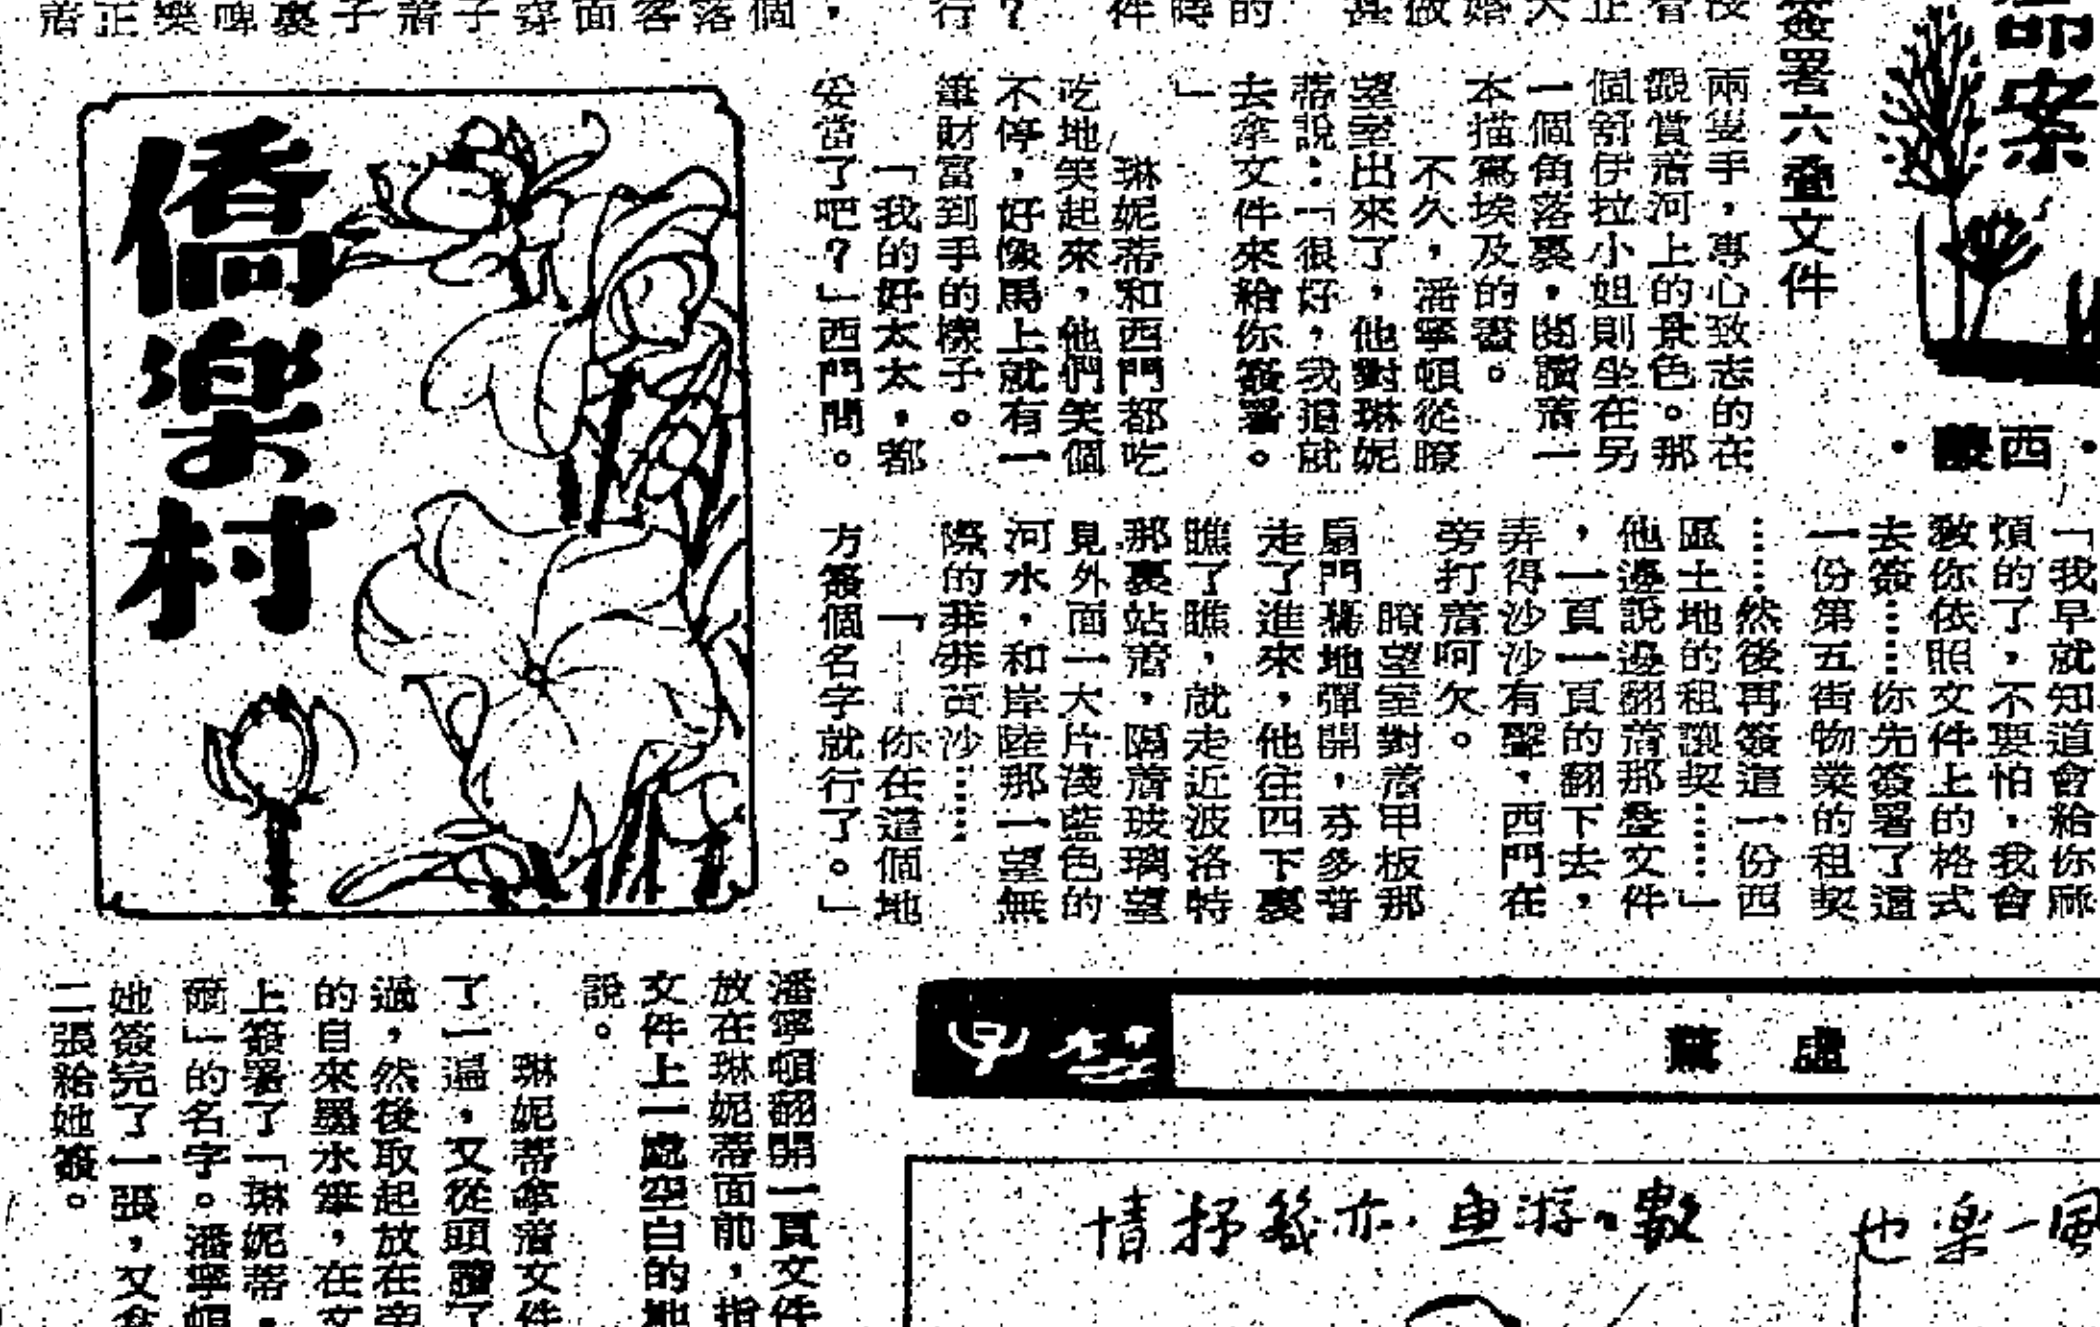 命案
西
簽署六叠文件
兩隻手，專心致志的在
觀賞着河上的景色。那
個舒伊拉小姐則坐在另
一個角落裏，閱讀着一
本描寫埃及的書。
不久，潘寧頓從瞭
望室出來了，他對琳妮
蒂說：「很好，我這就
去拿文件來給你簽署。
」
琳妮蒂和西門都吃
吃地笑起來，他們笑個
不停，好像馬上就有一
筆財富到手的樣子。
「我的好太太，都
妥當了吧？」西門問。
「我早就知道會給你麻
煩的了，不要怕，我會
教你依照文件上的格式
去簽……你先簽署了這
一份第五街物業的租契
……然後再簽這一份西
區土地的租讓契……」
他邊說邊翻着那叠文件
，一頁一頁的翻下去，
弄得沙沙有聲，西門在
旁打着呵欠。
瞭望室對着甲板那
扇門驀地彈開，芬多普
走了進來，他往四下裏
瞧了瞧，就走近波洛特
那裏站着，隔着玻璃望
見外面一大片淺藍色的
河水，和岸陸那一望無
際的莽莽黃沙……
「你在這個地
方簽個名字就行了。」
僑樂村
潘寧頓翻開一頁文件
放在琳妮蒂面前，指
文件上一處空白的地
說。
琳妮蒂拿着文件
了一遍，又從頭讀了
過，然後取起放在旁
的自來墨水筆，在文
上簽署了「琳妮蒂·
爾」的名字。潘寧頓
她簽完了一張，又拿
二張給她簽。
虛
風一樂也
數游魚亦抒情